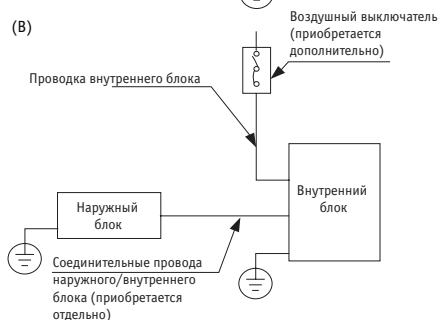 (B)
Воздушный выключатель
(приобретается
дополнительно)
Проводка внутреннего блока
Внутренний
блок
Наружный
блок
Соединительные провода
наружного/внутреннего
блока (приобретается
отдельно)